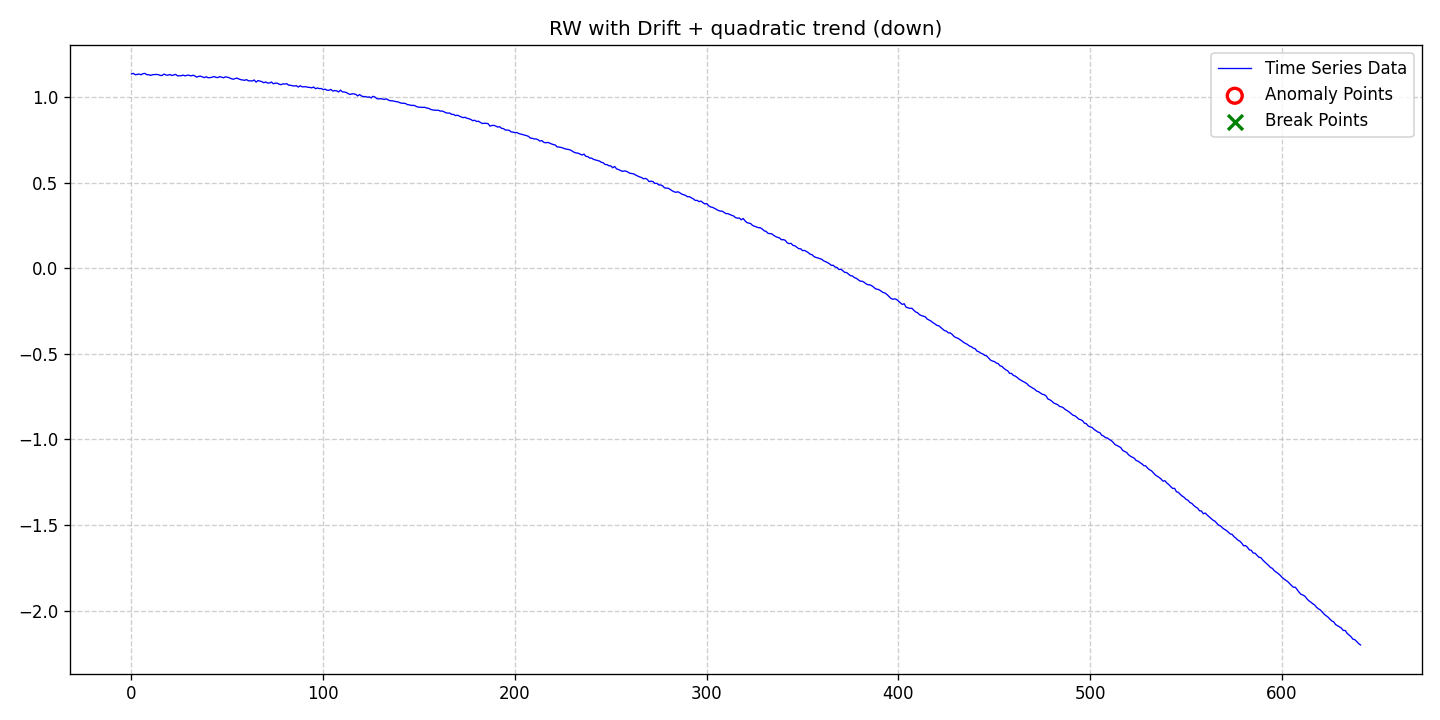 RW with Drift + quadratic trend (down)
Time Series Data
Anomaly Points
Break Points
1.0
0.5
0.0
−0.5
−1.0
−1.5
−2.0
0 100 200 300 400 500 600